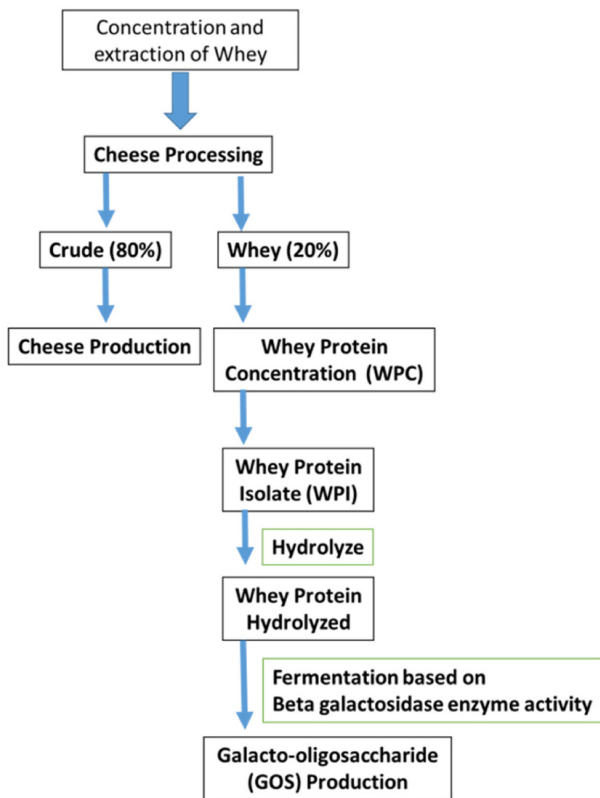 Concentration and
extraction of Whey
Cheese Processing
Crude (80%)
Whey (20%)
Cheese Production
Whey Protein
Concentration (WPC)
Whey Protein
Isolate (WPI)
Hydrolyze
Whey Protein
Hydrolyzed
Fermentation based on
Beta galactosidase enzyme activity
Galacto-oligosaccharide
(GOS) Production